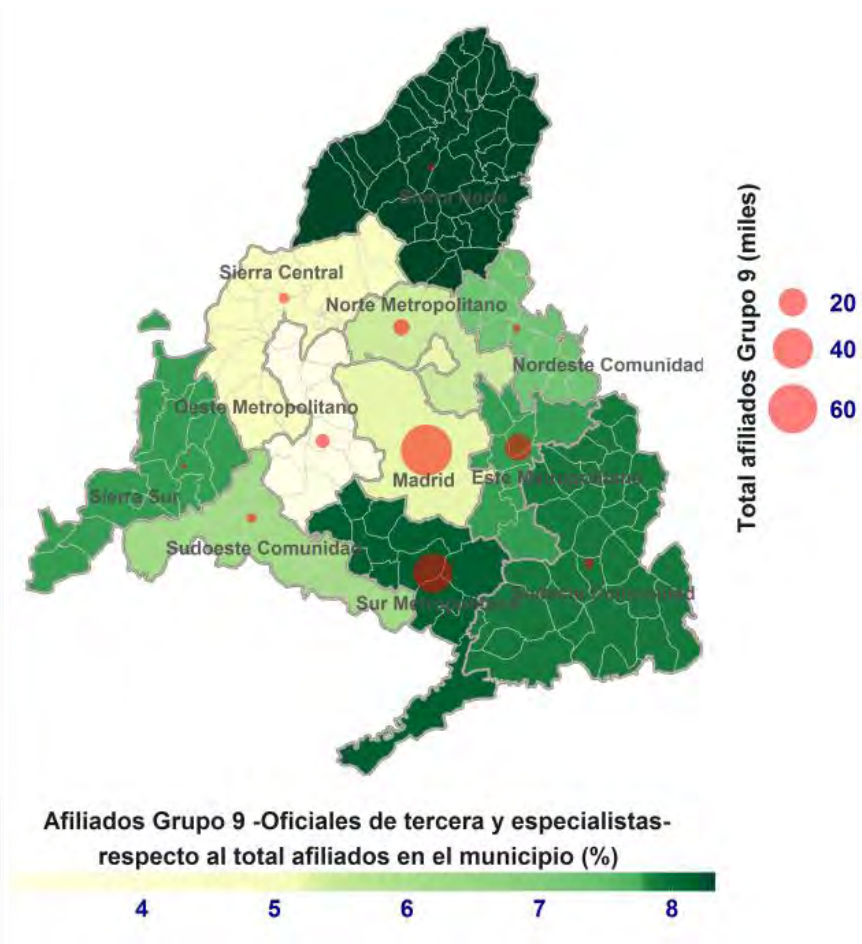 Sierra Norte
Sierra Central
Norte Metropolitano
Nordeste Comunidad
Oeste Metropolitano
Madrid
Este Metropolitano
Sierra Sur
Sudoeste Comunidad
Sur Metropolitano
Sudeste Comunidad
Total afiliados Grupo 9 (miles)
20
40
60
Afiliados Grupo 9 -Oficiales de tercera y especialistas-
respecto al total afiliados en el municipio (%)
4 5 6 7 8